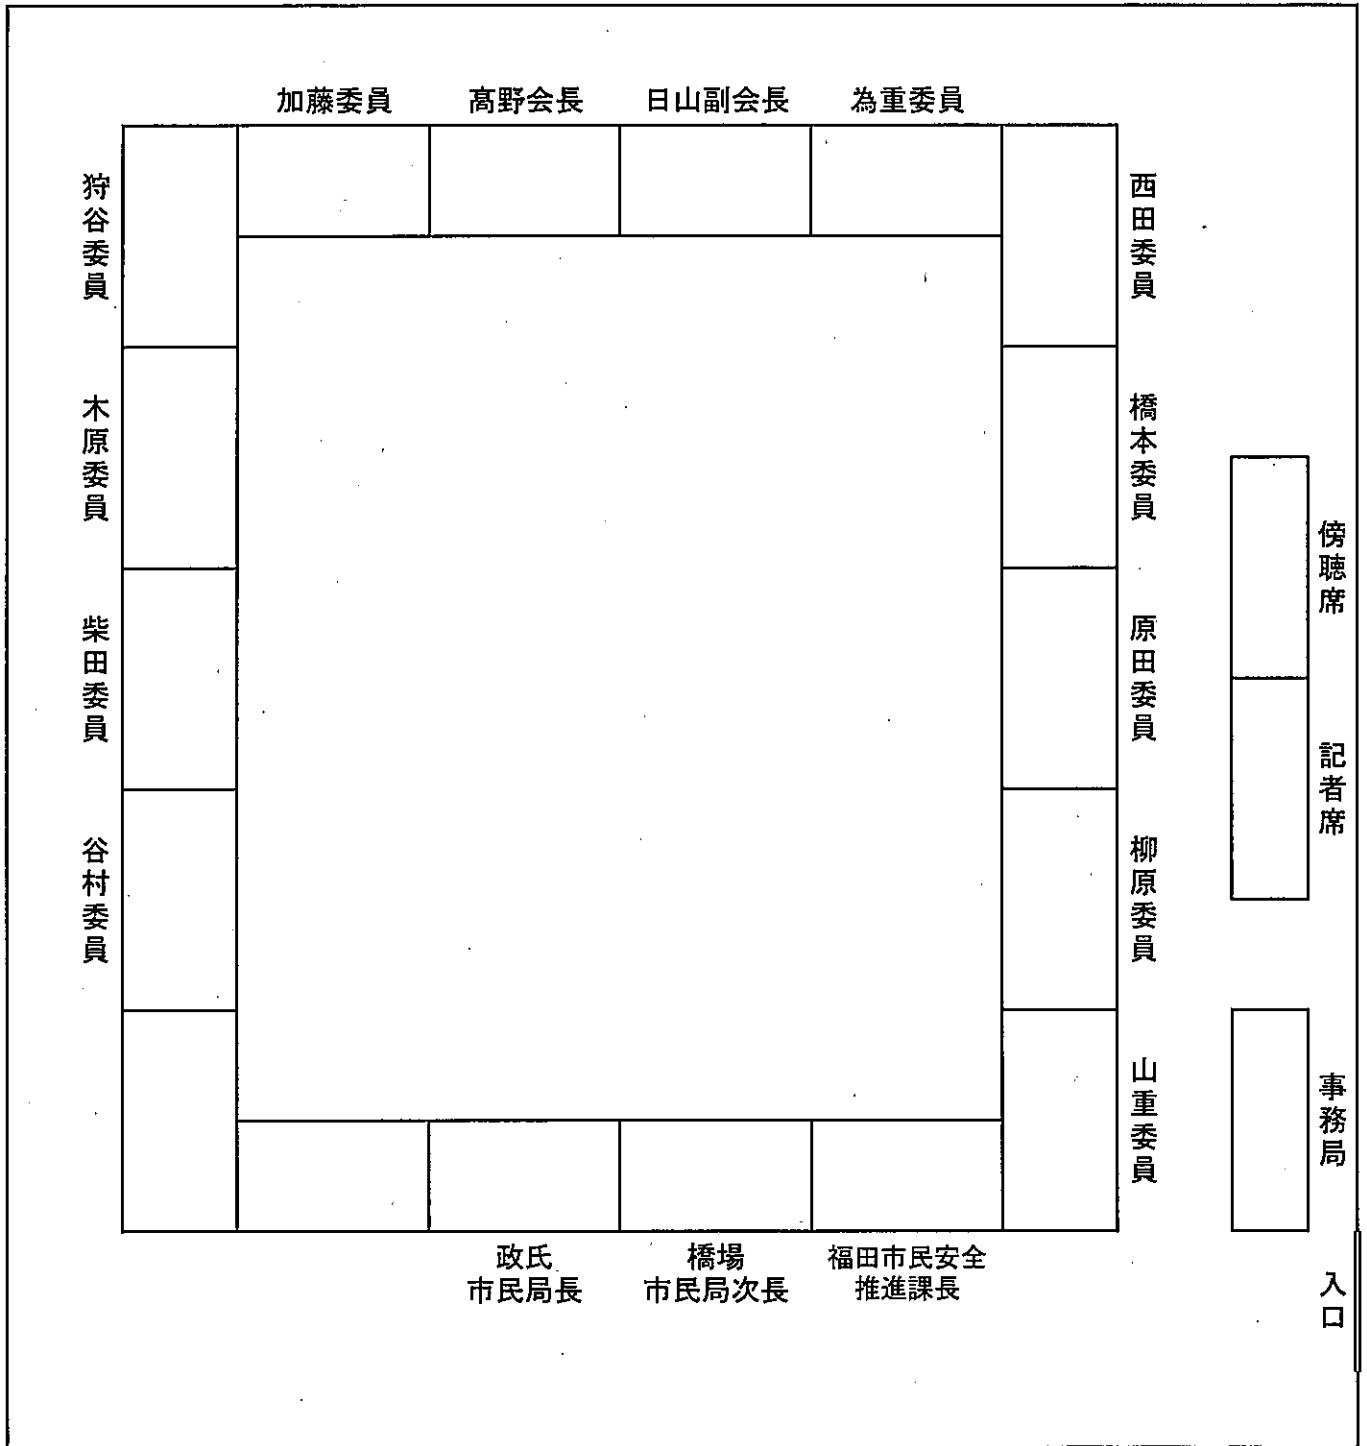 加藤委員
髙野会長
日山副会長
為重委員
狩谷委員
木原委員
柴田委員
谷村委員
西田委員
橋本委員
原田委員
柳原委員
山重委員
傍聴席
記者席
事務局
入口
政氏
市民局長
橋場
市民局次長
福田市民安全
推進課長